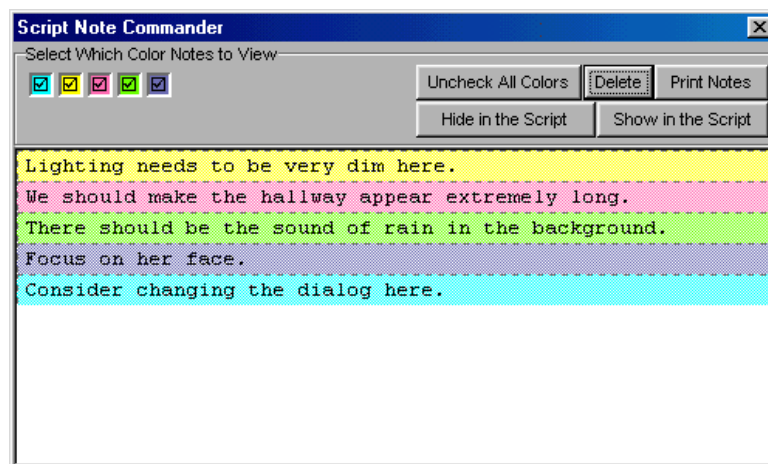 Script Note Commander
Select Which Color Notes to View
Uncheck All Colors Delete Print Notes
Hide in the Script Show in the Script
Lighting needs to be very dim here.
We should make the hallway appear extremely long.
There should be the sound of rain in the background.
Focus on her face.
Consider changing the dialog here.